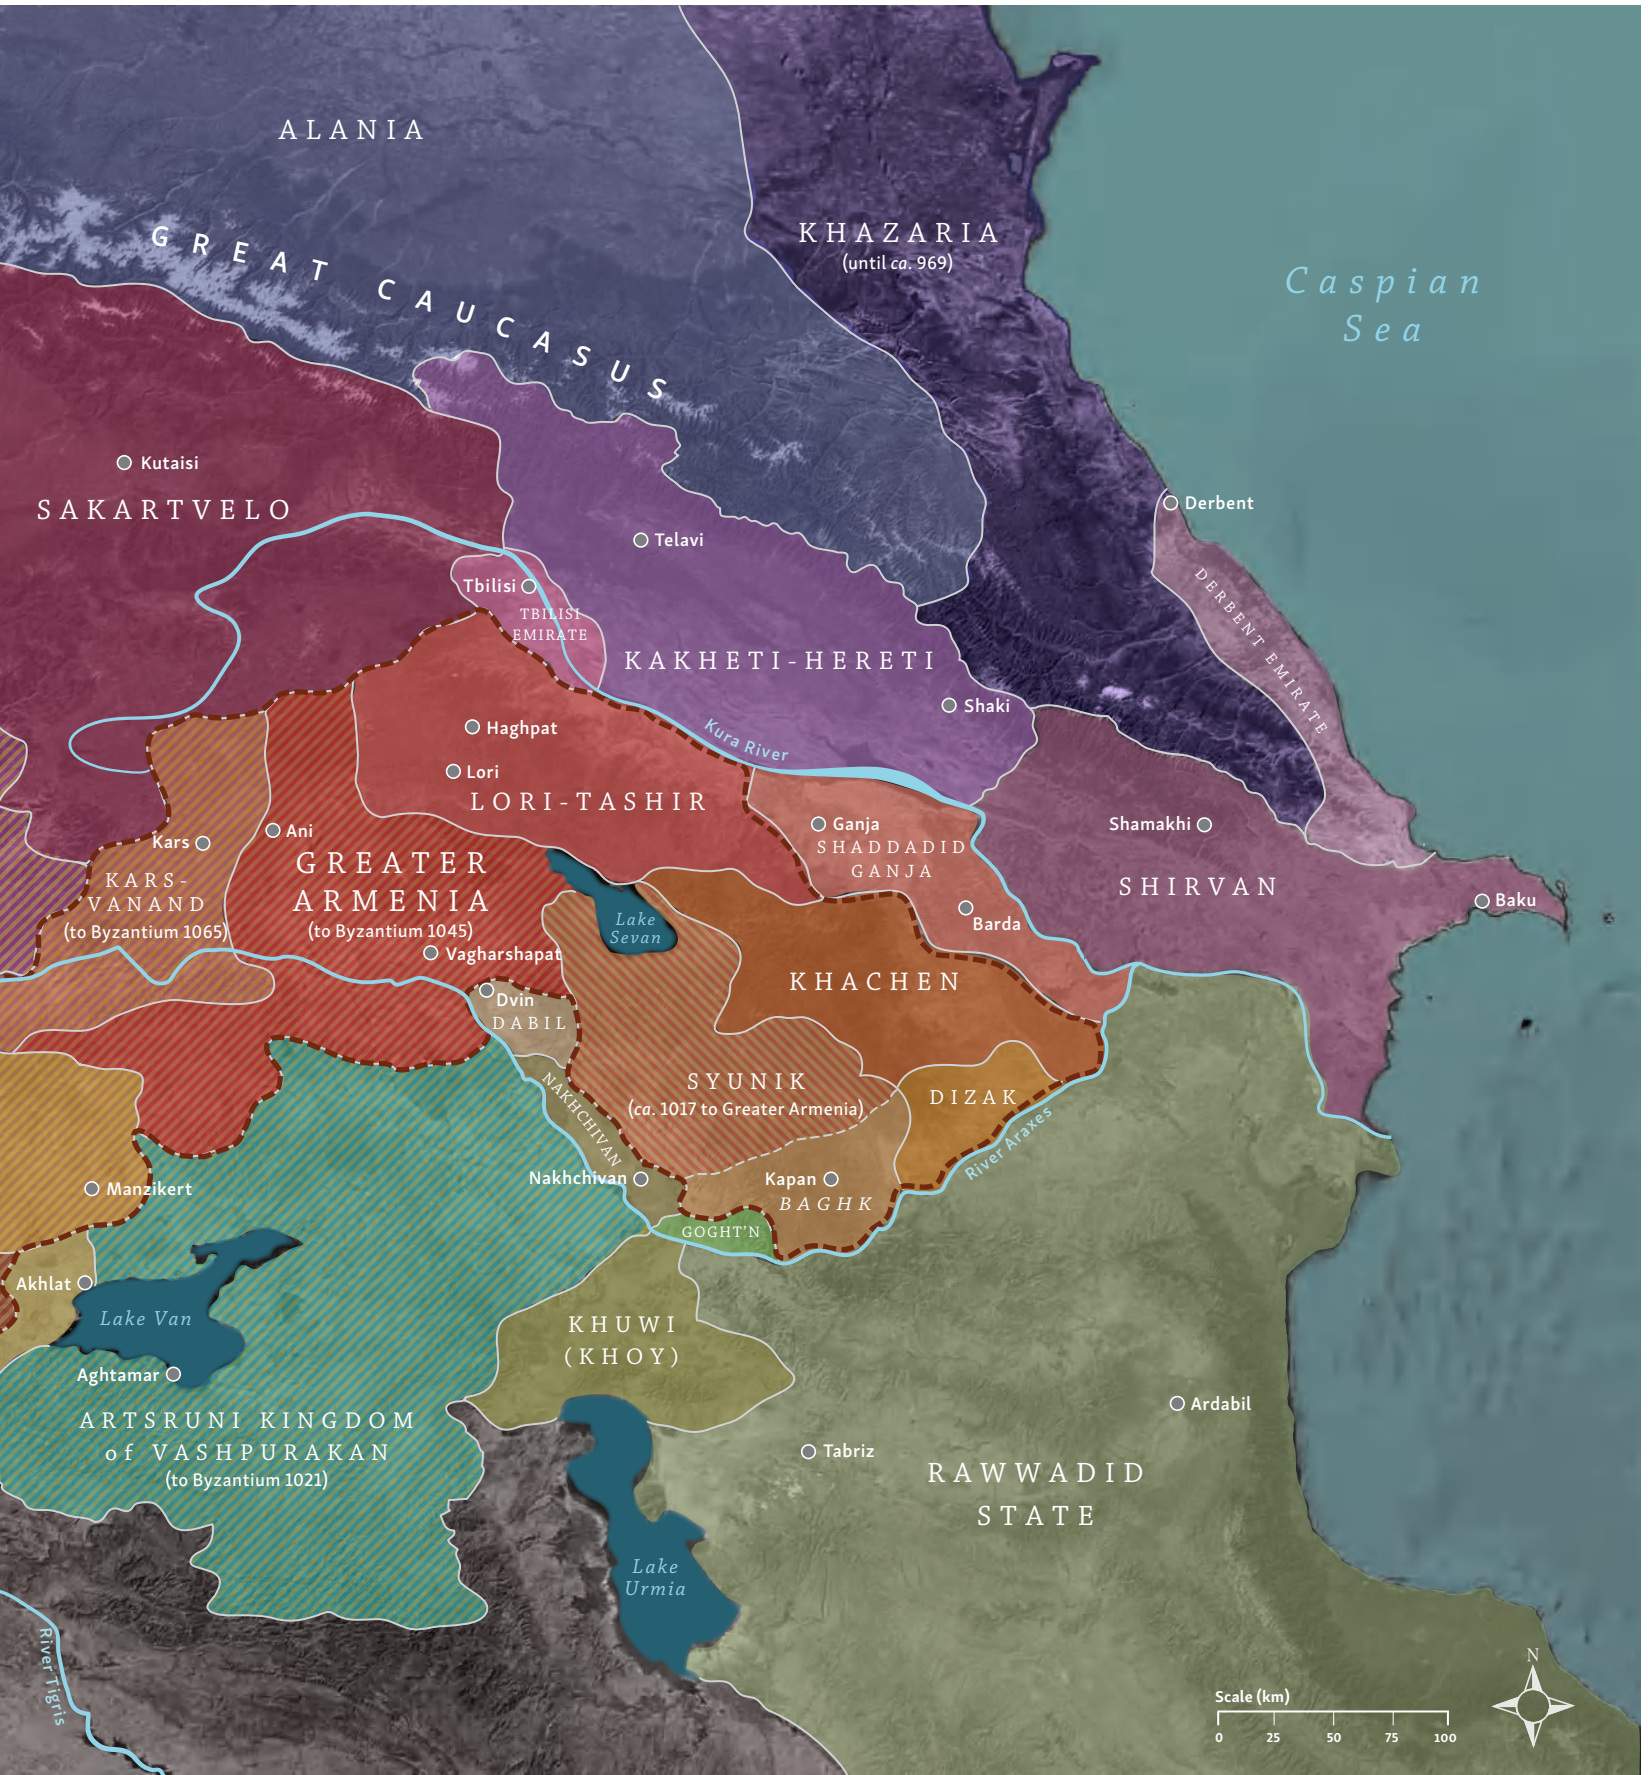 ALANIA
KHAZARIA
(until ca. 969)
GREAT CAUCASUS
Caspian
Sea
Kutaisi
SAKARTVELO
Derbent
Telavi
Tbilisi
TBILISI
EMIRATE
DERBENT EMIRATE
KAKHETI-HERETI
Shaki
Haghpat
Kura River
Lori
LORI-TASHIR
Ganja
SHADDADID
GANJA
Shamakhi
Kars
Ani
GREATER
ARMENIA
(to Byzantium 1045)
KARS-
VANAND
(to Byzantium 1065)
SHIRVAN
Baku
Barda
Lake
Sevan
Vagharshapat
KHACHEN
Dvin
DABIL
SYUNIK
(ca. 1017 to Greater Armenia)
DIZAK
NAKHCHIVAN
River Araxes
Nakhchivan
Kapan
BAGHK
Manzikert
GOGHT'N
Akhlat
Lake Van
KHUWI
(KHOY)
Aghtamar
Ardabil
ARTSRUNI KINGDOM
of VASHPURAKAN
(to Byzantium 1021)
Tabriz
RAWWADID
STATE
Lake
Urmia
River Tigris
N
Scale (km)
0 25 50 75 100